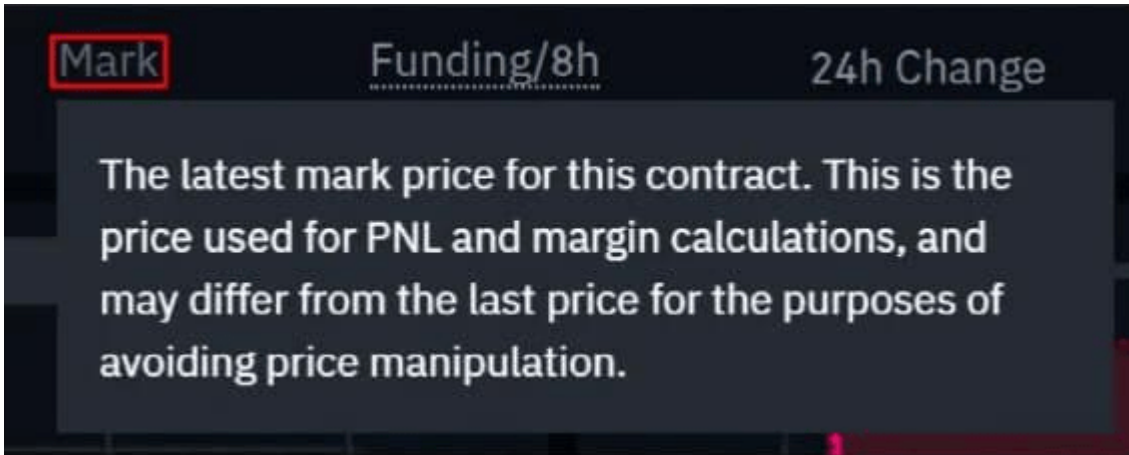 Mark Funding/8h 24h Change
The latest mark price for this contract. This is the
price used for PNL and margin calculations, and
may differ from the last price for the purposes of
avoiding price manipulation.